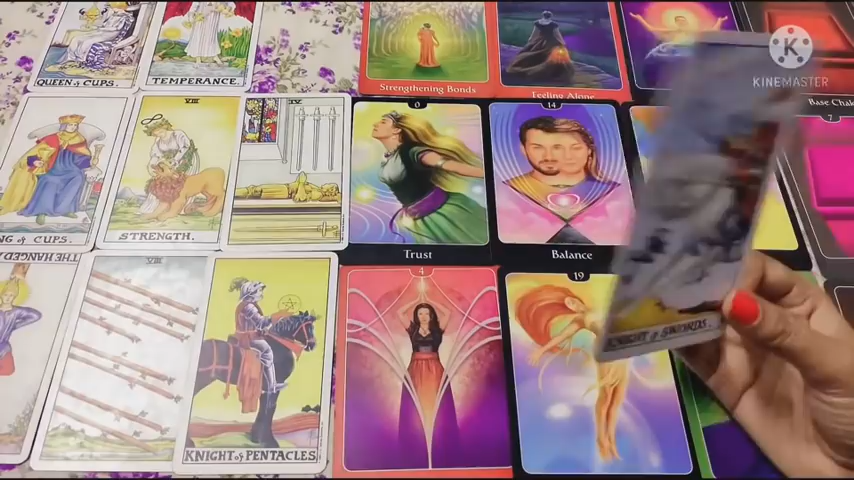 QUEEN of CUPS.
TEMPERANCE.
Strengthening Bonds
Feeling Alone
K
KINEMASTER
Base Chak
VIII
IV
0
14
7
NG of CUPS.
STRENGTH.
Trust
Balance
THE HANGED
VIII
4
19
KNIGHT of SWORDS.
KNIGHT of PENTACLES.